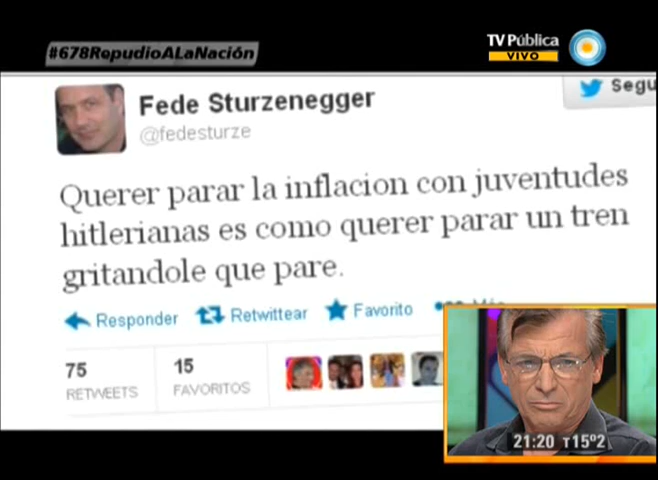 #678RepudioALaNación
TV Pública
VIVO
Fede Sturzenegger
@fedesturze
Segu
Querer parar la inflacion con juventudes
hitlerianas es como querer parar un tren
gritandole que pare.
Responder
Retwittear
Favorito
Más
75
RETWEETS
15
FAVORITOS
21:20 T15º2